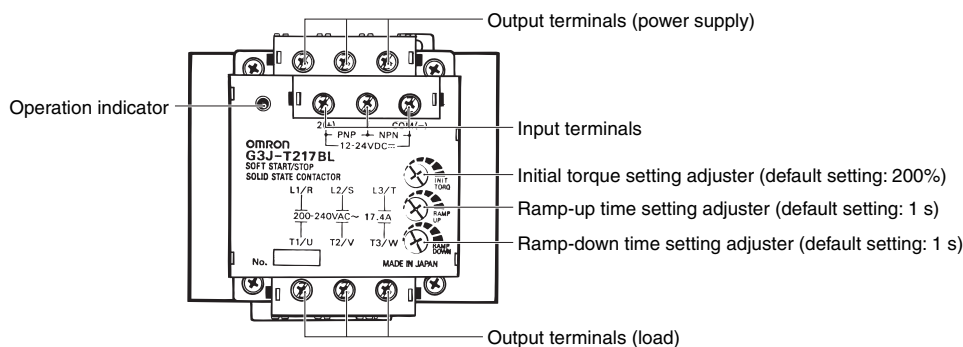 Output terminals (power supply)
Operation indicator
2(+) COM(−)
PNP NPN
12-24VDC
Input terminals
OMRON
G3J-T217BL
SOFT START/STOP
SOLID STATE CONTACTOR
INIT
TORQ
Initial torque setting adjuster (default setting: 200%)
L1/R L2/S L3/T
200-240VAC~ 17.4A
RAMP
UP
Ramp-up time setting adjuster (default setting: 1 s)
T1/U T2/V T3/W
RAMP
DOWN
Ramp-down time setting adjuster (default setting: 1 s)
No. MADE IN JAPAN
Output terminals (load)